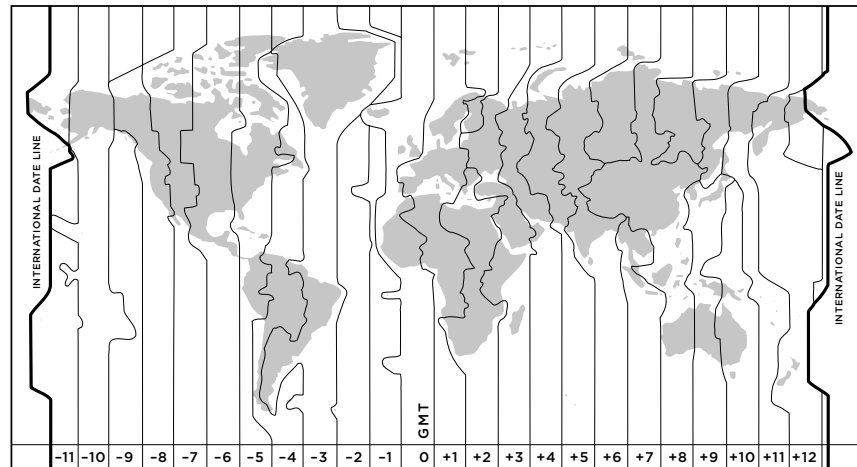 INTERNATIONAL DATE LINE
INTERNATIONAL DATE LINE
GMT
−11 −10 −9 −8 −7 −6 −5 −4 −3 −2 −1 0 +1 +2 +3 +4 +5 +6 +7 +8 +9 +10 +11 +12